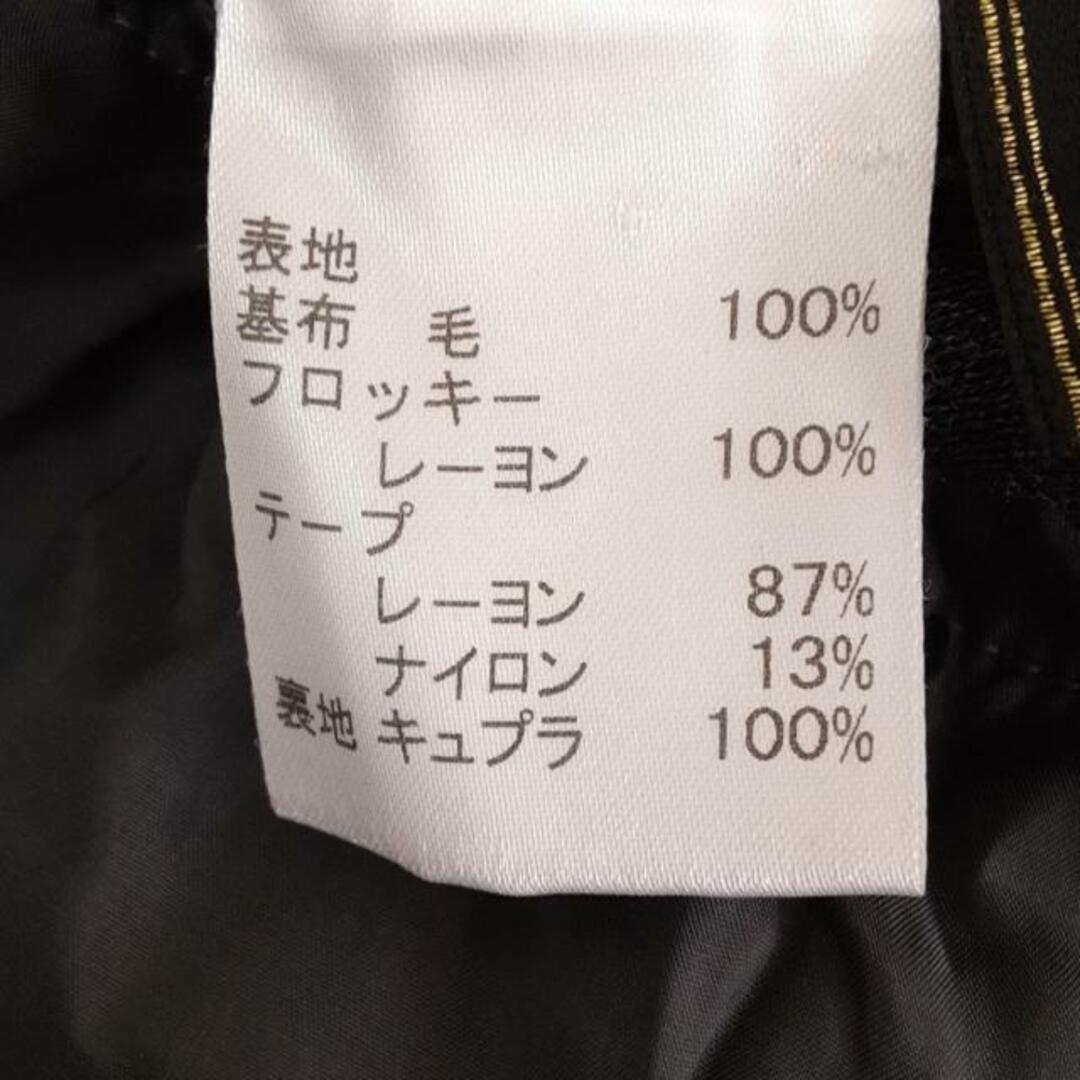 表地
基布 毛 100%
フロッキー
レーヨン 100%
テープ
レーヨン 87%
ナイロン 13%
裏地 キュプラ 100%